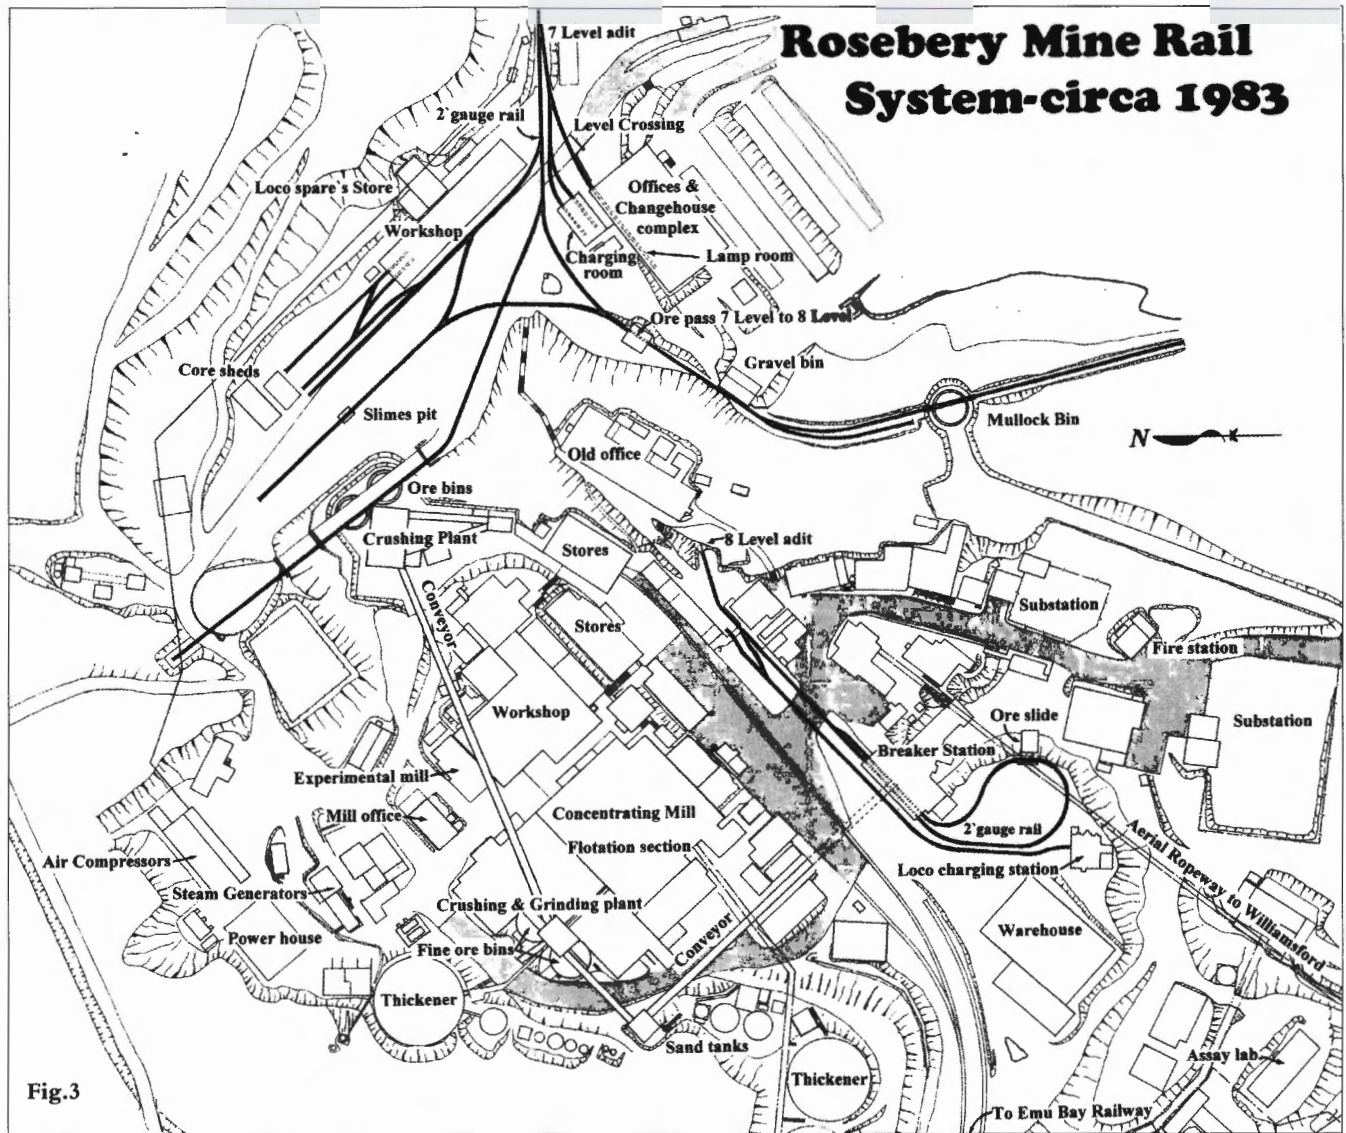 Rosebery Mine Rail
System-circa 1983
7 Level adit
2`gauge rail
Level Crossing
Loco spare's Store
Offices &
Changehouse
complex
Workshop
Charging
room
Lamp room
Ore pass 7 Level to 8 Level
Core sheds
Gravel bin
Slimes pit
Mullock Bin
N
Old office
Ore bins
Crushing Plant
Stores
8 Level adit
Conveyor
Stores
Substation
Fire station
Workshop
Ore slide
Substation
Breaker Station
Experimental mill
Concentrating Mill
Mill office
Flotation section
2`gauge rail
Aerial Ropeway to Williamsford
Air Compressors
Loco charging station
Steam Generators
Crushing & Grinding plant
Power house
Conveyor
Warehouse
Fine ore bins
Thickener
Sand tanks
Assay lab
Thickener
Fig.3
To Emu Bay Railway